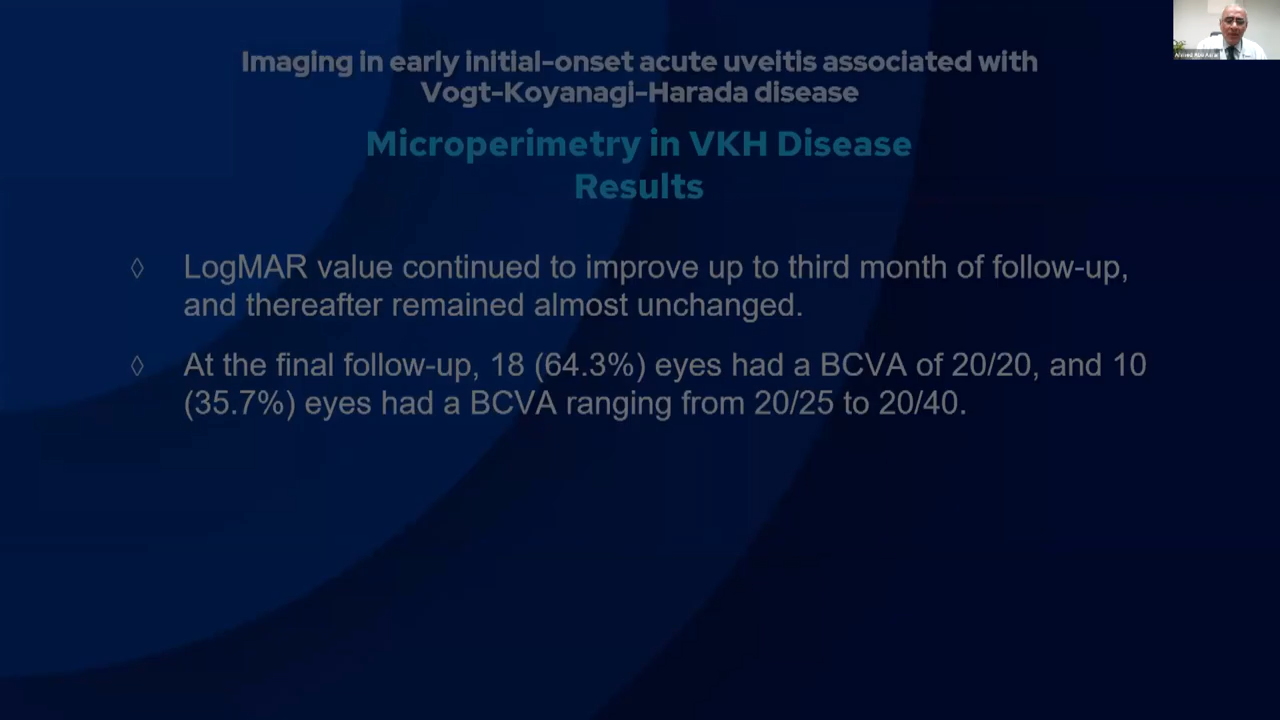 Imaging in early initial-onset acute uveitis associated with
Vogt-Koyanagi-Harada disease
Microperimetry in VKH Disease
Results
◊ LogMAR value continued to improve up to third month of follow-up,
and thereafter remained almost unchanged.
◊ At the final follow-up, 18 (64.3%) eyes had a BCVA of 20/20, and 10
(35.7%) eyes had a BCVA ranging from 20/25 to 20/40.